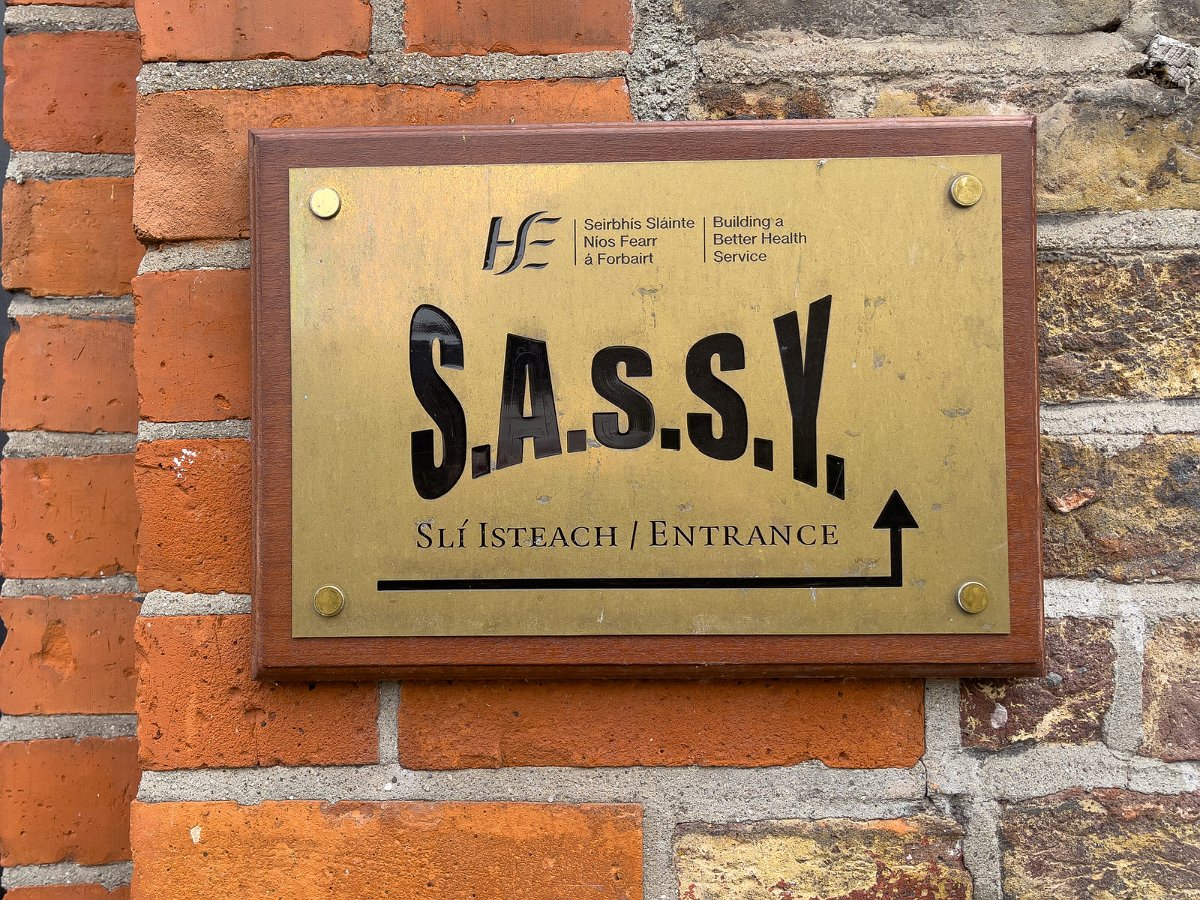 HSE
Seirbhís Sláinte
Níos Fearr
á Forbairt
Building a
Better Health
Service
S.A.S.S.Y.
Slí Isteach / Entrance